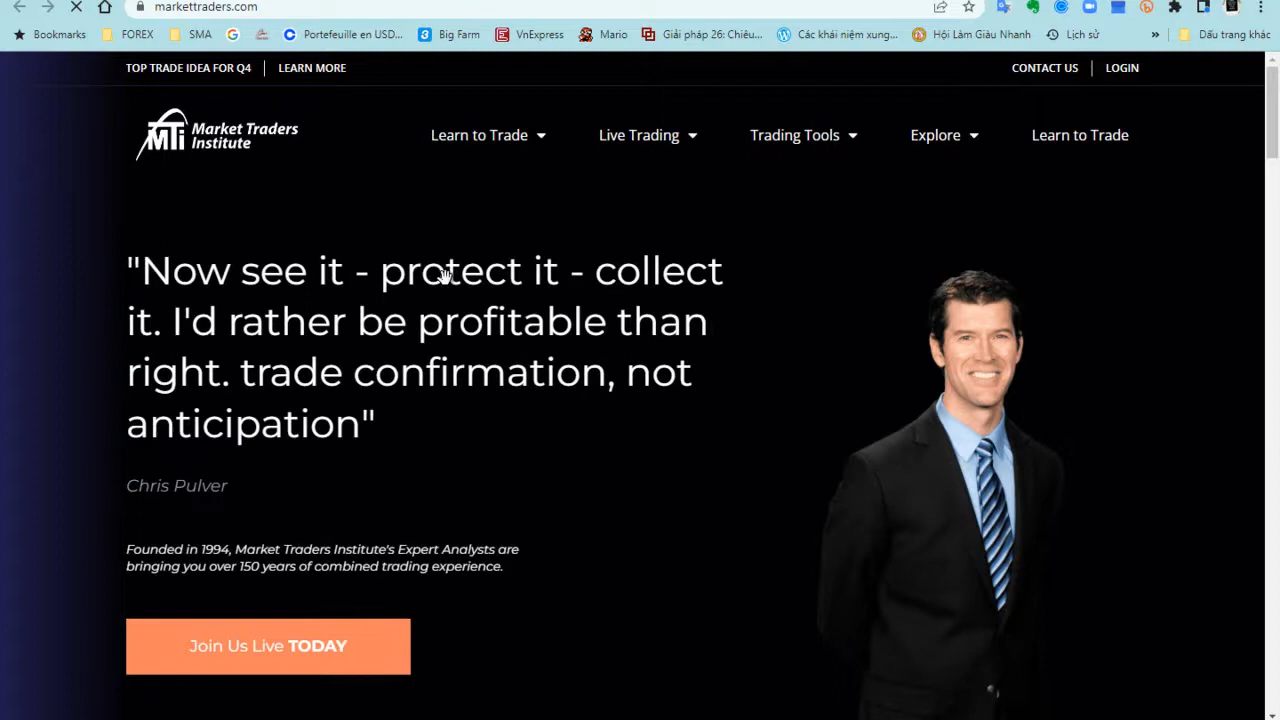 markettraders.com
Bookmarks FOREX SMA Portefeuille en USD... Big Farm VnExpress Mario Giải pháp 26: Chiêu... Các khái niệm xung... Hội Làm Giàu Nhanh Lịch sử » Dấu trang khác
TOP TRADE IDEA FOR Q4 LEARN MORE CONTACT US LOGIN
MTI Market Traders
Institute
Learn to Trade Live Trading Trading Tools Explore Learn to Trade
"Now see it - protect it - collect
it. I'd rather be profitable than
right. trade confirmation, not
anticipation"
Chris Pulver
Founded in 1994, Market Traders Institute's Expert Analysts are
bringing you over 150 years of combined trading experience.
Join Us Live TODAY